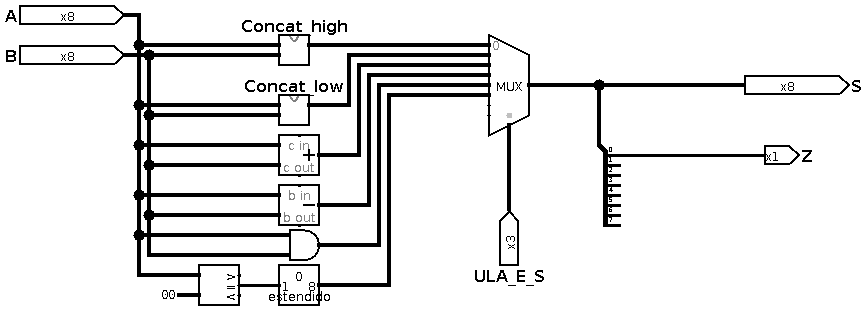 A x8
B x8
Concat_high
Concat_low
0
MUX
x8 S
x1 Z
0
1
2
3
4
5
6
7
c in
+
c out
b in
−
b out
x3
ULA_E_S
00
> = <
0
1 8
estendido